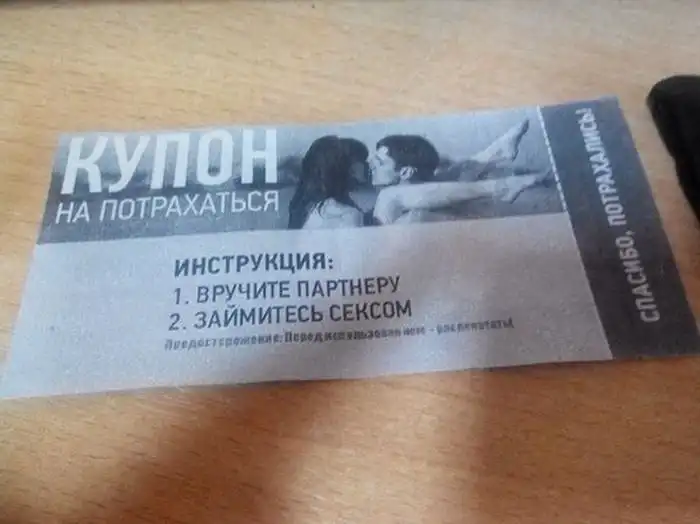 КУПОН
НА ПОТРАХАТЬСЯ
ИНСТРУКЦИЯ:
1. ВРУЧИТЕ ПАРТНЕРУ
2. ЗАЙМИТЕСЬ СЕКСОМ
Предостережение: Перед использованием - распечатать!
СПАСИБО, ПОТРАХАЛИСЬ!